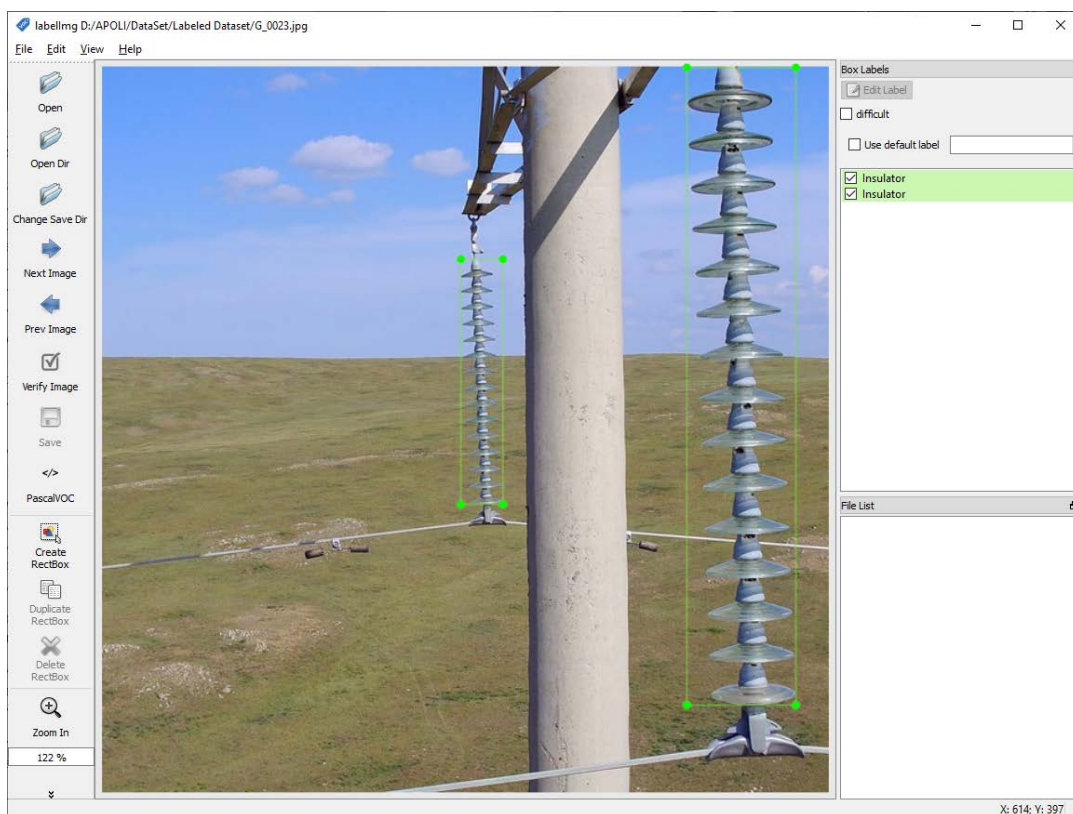 labelImg D:/APOLI/DataSet/Labeled Dataset/G_0023.jpg
File Edit View Help
Open
Open Dir
Change Save Dir
Next Image
Prev Image
Verify Image
Save
</>
PascalVOC
Create
RectBox
Duplicate
RectBox
Delete
RectBox
Zoom In
122 %
Box Labels
Edit Label
difficult
Use default label
Insulator
Insulator
File List
X: 614; Y: 397